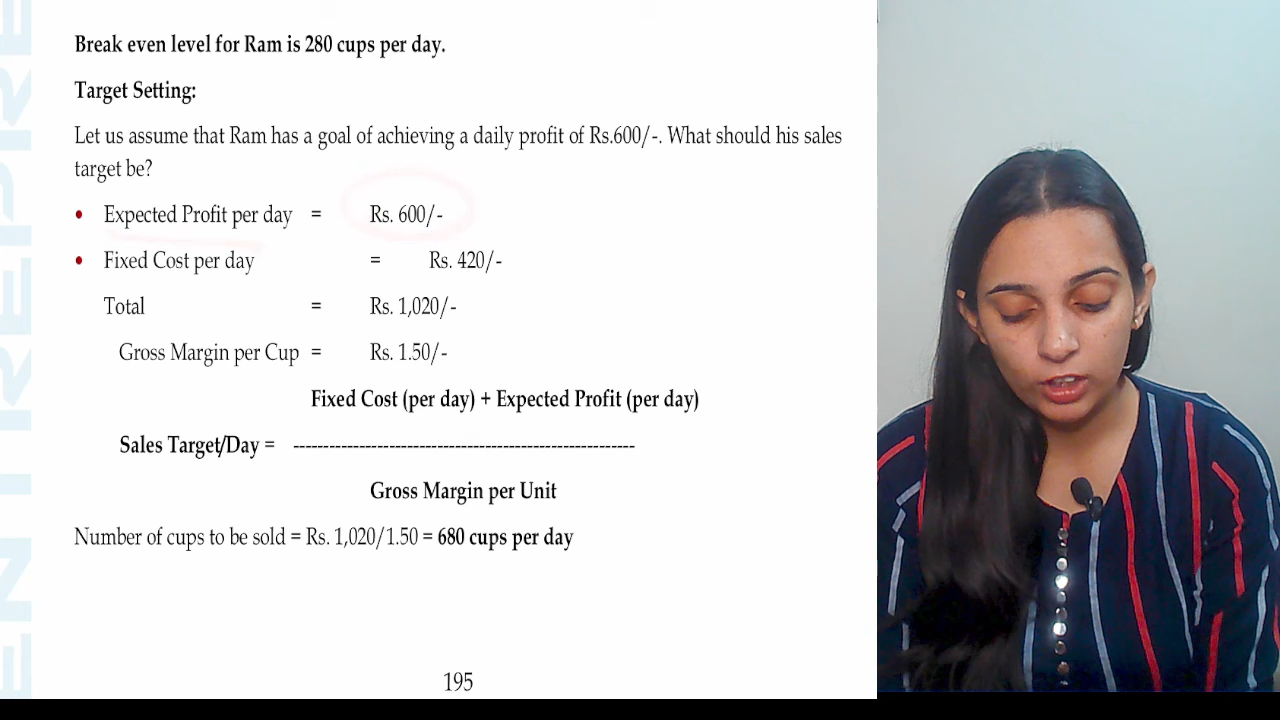 Break even level for Ram is 280 cups per day.
Target Setting:
Let us assume that Ram has a goal of achieving a daily profit of Rs.600/-. What should his sales
target be?
• Expected Profit per day = Rs. 600/-
• Fixed Cost per day = Rs. 420/-
Total = Rs. 1,020/-
Gross Margin per Cup = Rs. 1.50/-
Fixed Cost (per day) + Expected Profit (per day)
Sales Target/Day = ---------------------------------------------------------
Gross Margin per Unit
Number of cups to be sold = Rs. 1,020/1.50 = 680 cups per day
195
ENTREPRE